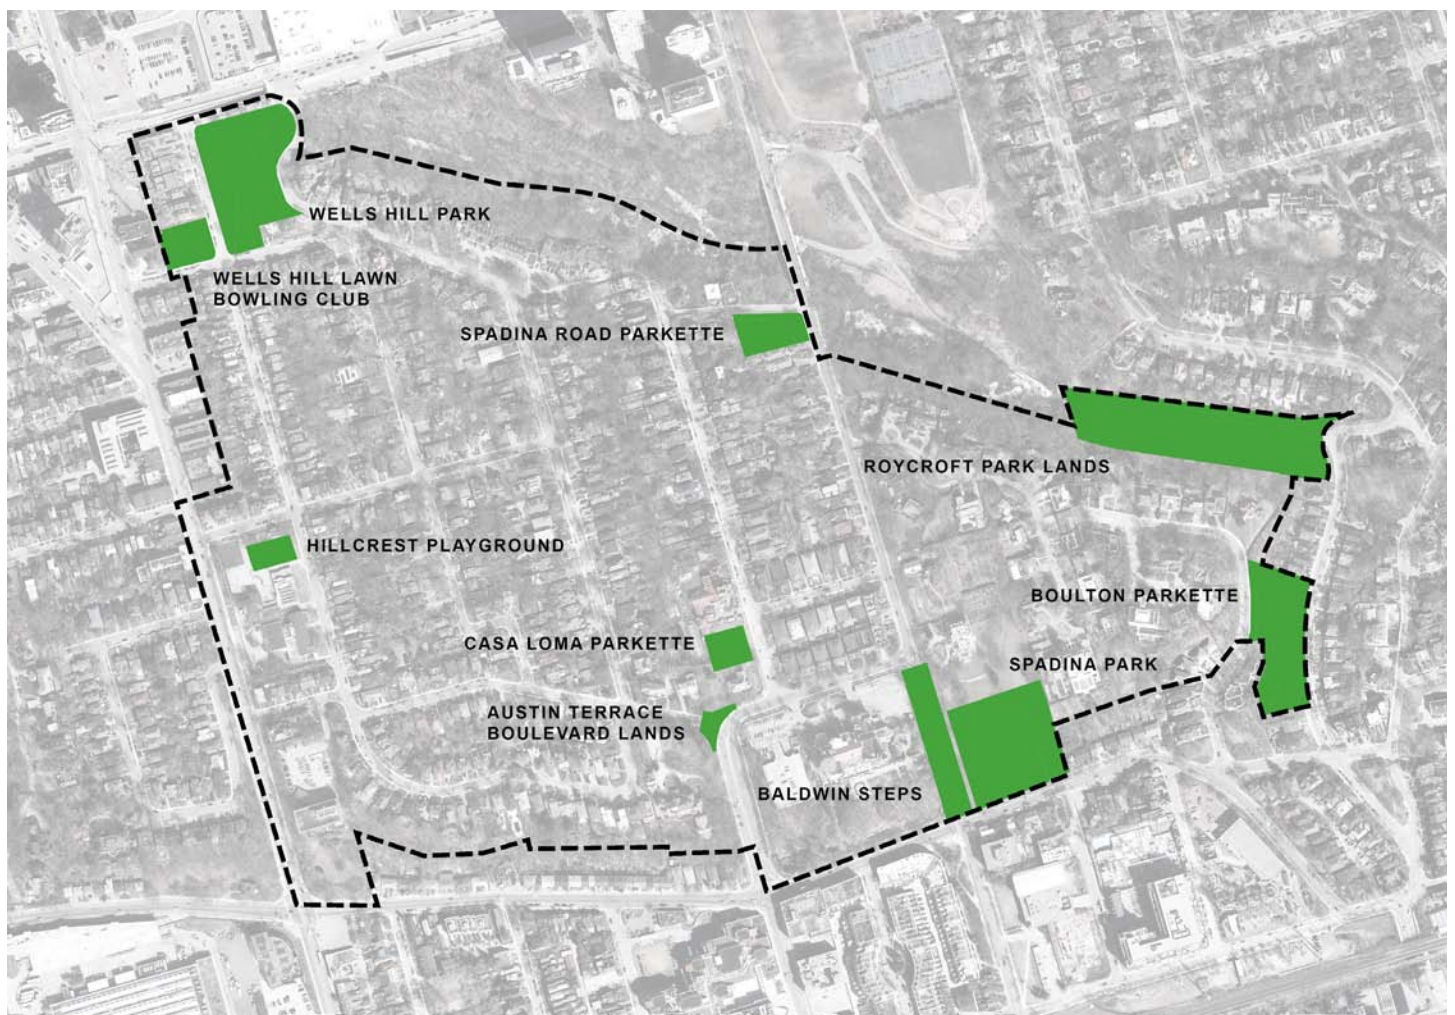 WELLS HILL PARK
WELLS HILL LAWN
BOWLING CLUB
SPADINA ROAD PARKETTE
ROYCROFT PARK LANDS
HILLCREST PLAYGROUND
BOULTON PARKETTE
CASA LOMA PARKETTE
SPADINA PARK
AUSTIN TERRACE
BOULEVARD LANDS
BALDWIN STEPS